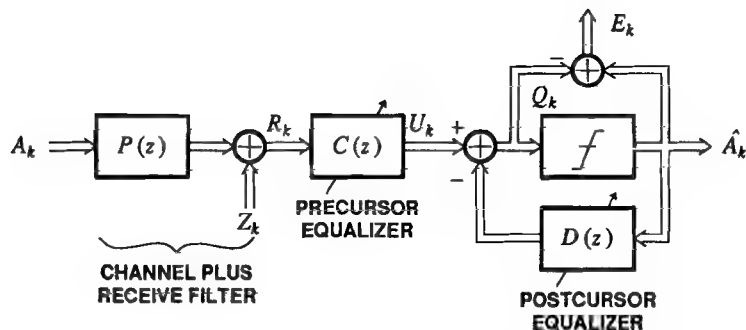 E_k
Q_k
A_k
P(z)
R_k
C(z)
U_k
+
−
Â_k
−
Z_k
PRECURSOR
EQUALIZER
D(z)
CHANNEL PLUS
RECEIVE FILTER
POSTCURSOR
EQUALIZER